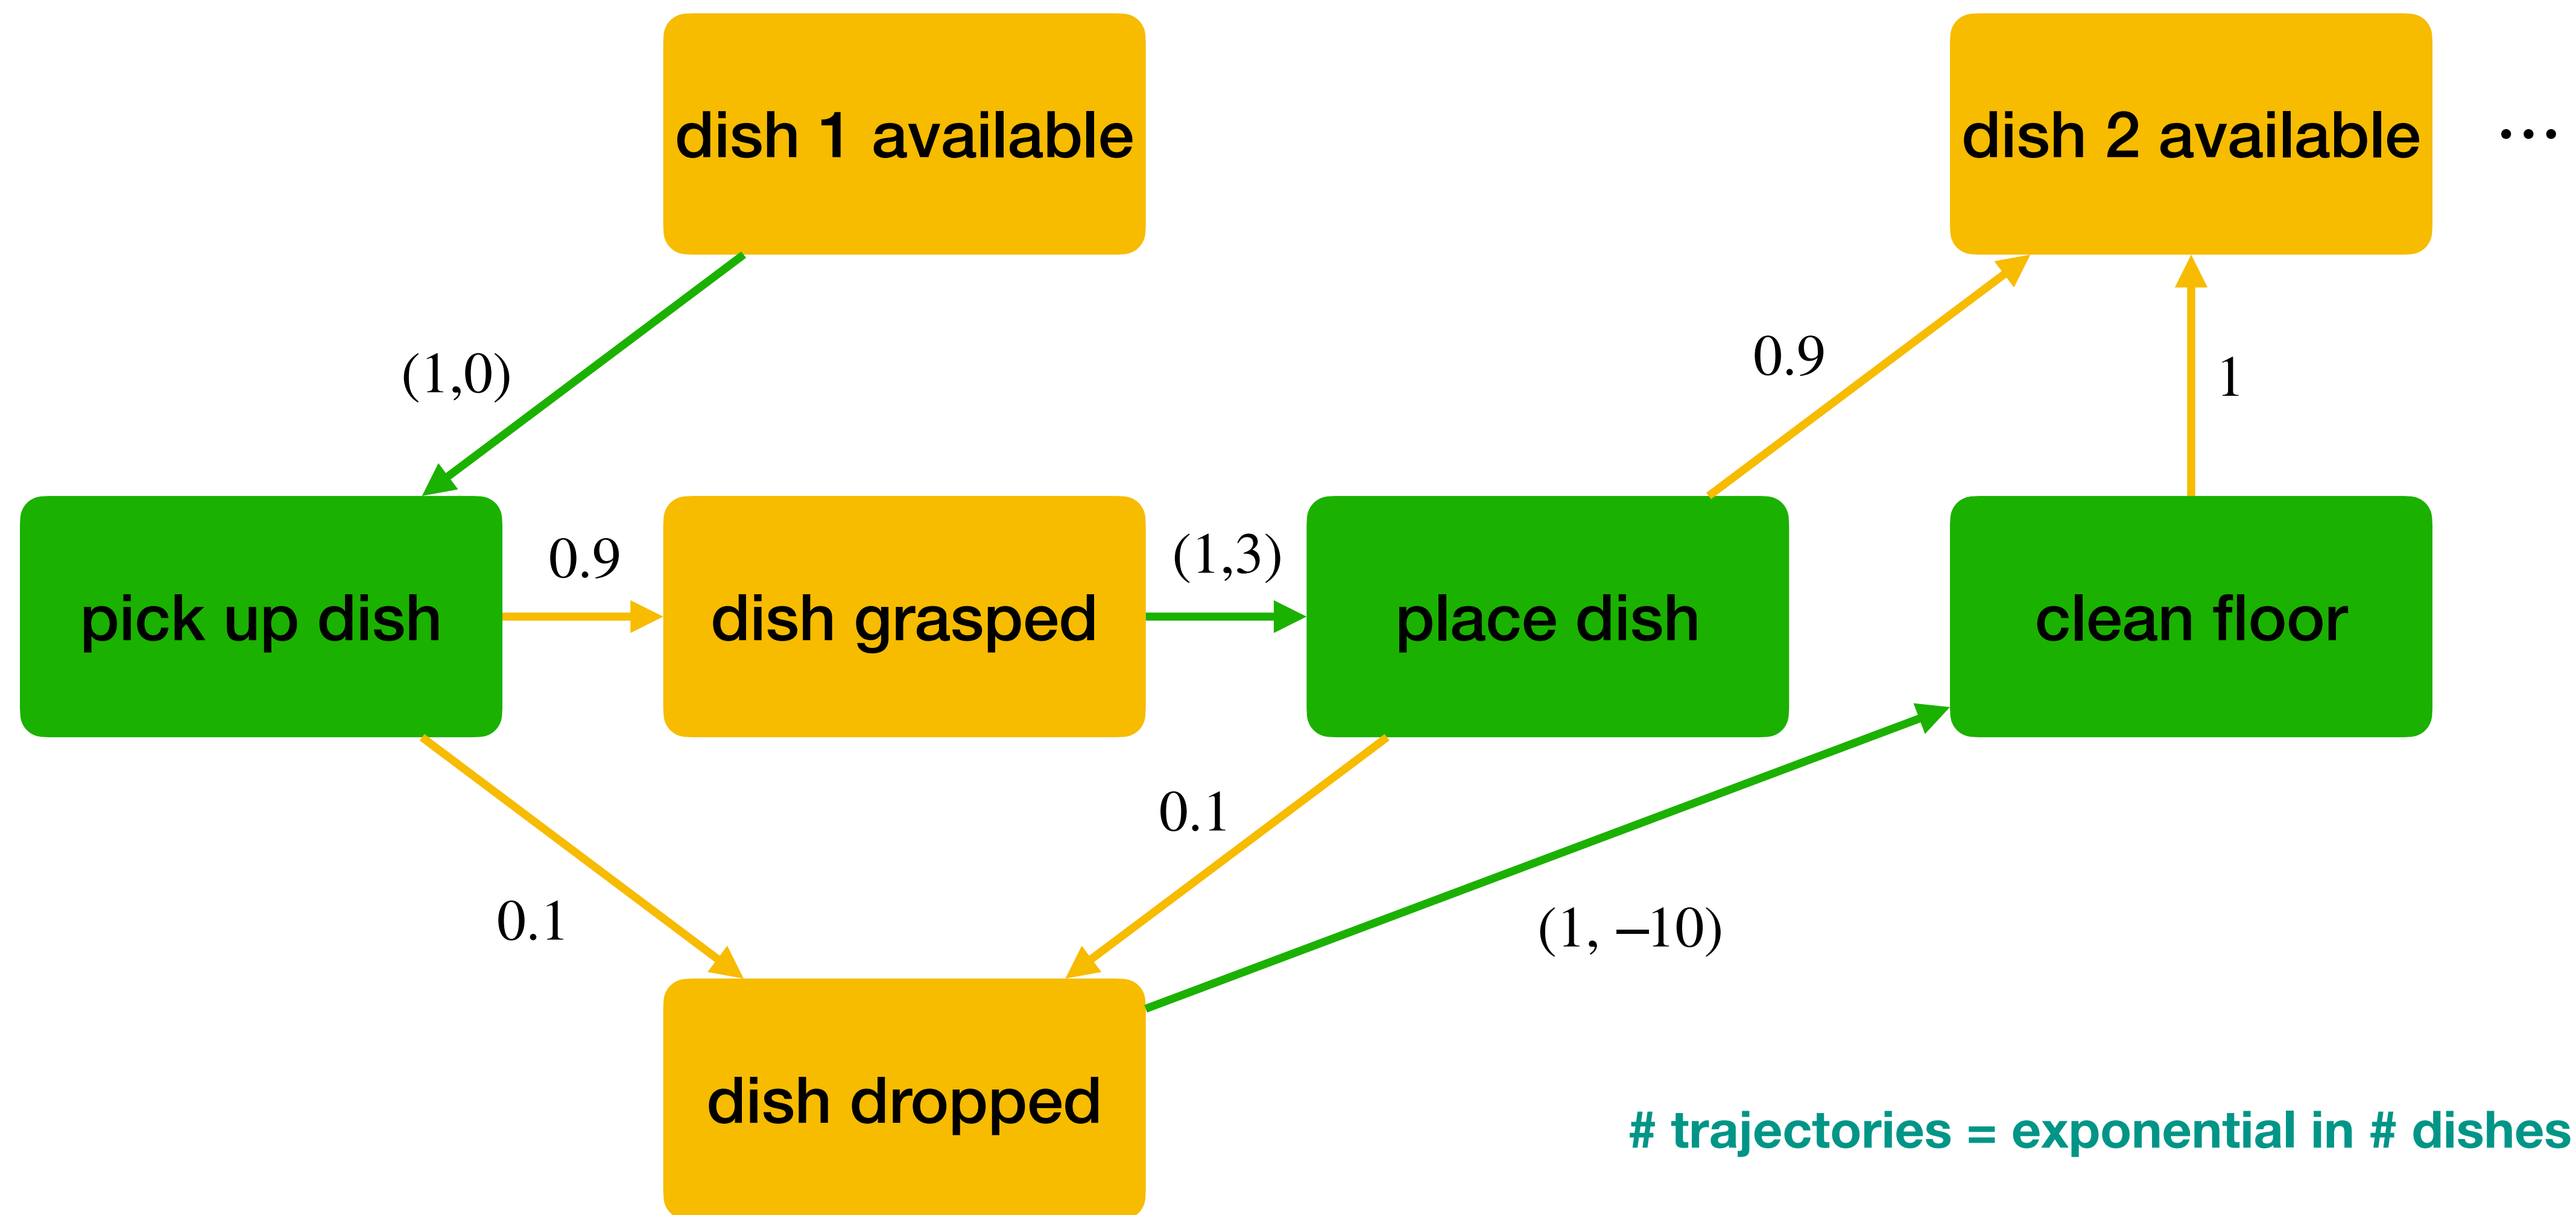 dish 1 available
dish 2 available
...
(1,0)
0.9
1
pick up dish
0.9
dish grasped
(1,3)
place dish
clean floor
0.1
0.1
(1, –10)
dish dropped
# trajectories = exponential in # dishes